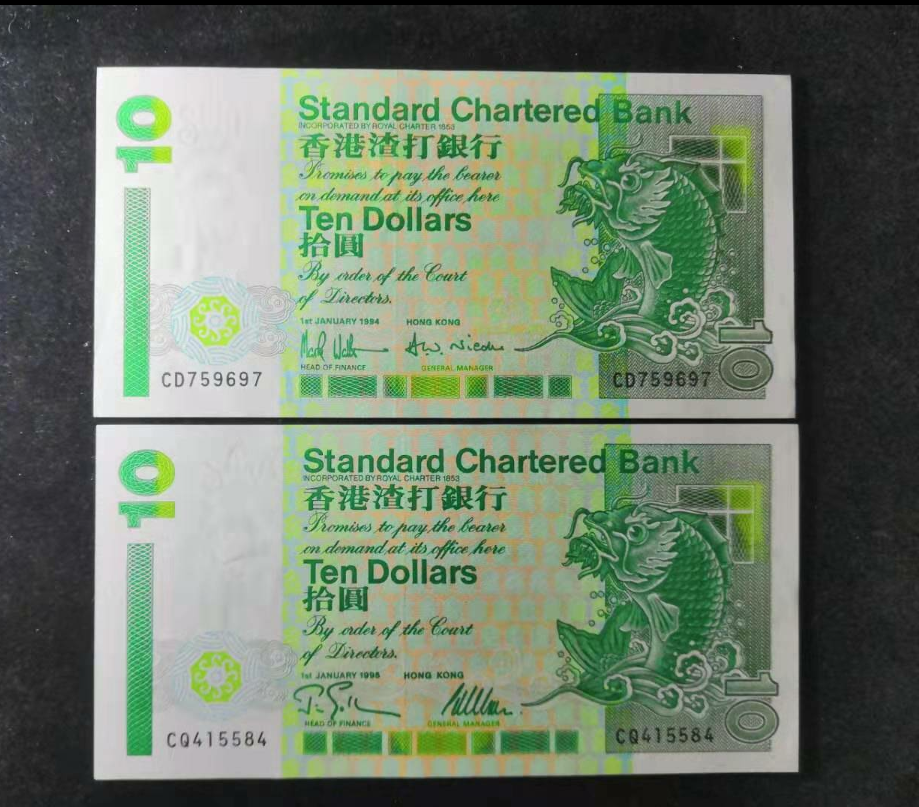 10
Standard Chartered Bank
INCORPORATED BY ROYAL CHARTER 1853
香港渣打銀行
Promises to pay the bearer
on demand at its office here
Ten Dollars
拾圓
By order of the Court
of Directors.
1st JANUARY 1994 HONG KONG
HEAD OF FINANCE GENERAL MANAGER
CD759697 CD759697
10
10
Standard Chartered Bank
INCORPORATED BY ROYAL CHARTER 1853
香港渣打銀行
Promises to pay the bearer
on demand at its office here
Ten Dollars
拾圓
By order of the Court
of Directors.
1st JANUARY 1995 HONG KONG
HEAD OF FINANCE GENERAL MANAGER
CQ415584 CQ415584
10